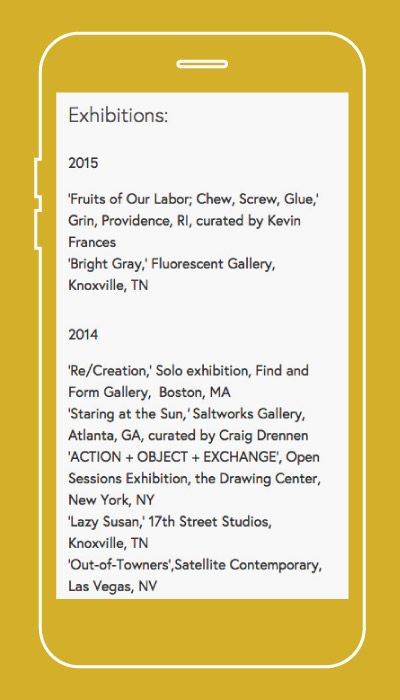 Exhibitions:
2015
'Fruits of Our Labor; Chew, Screw, Glue,'
Grin, Providence, RI, curated by Kevin
Frances
'Bright Gray,' Fluorescent Gallery,
Knoxville, TN
2014
'Re/Creation,' Solo exhibition, Find and
Form Gallery,  Boston, MA
'Staring at the Sun,' Saltworks Gallery,
Atlanta, GA, curated by Craig Drennen
'ACTION + OBJECT + EXCHANGE', Open
Sessions Exhibition, the Drawing Center,
New York, NY
'Lazy Susan,' 17th Street Studios,
Knoxville, TN
'Out-of-Towners',Satellite Contemporary,
Las Vegas, NV